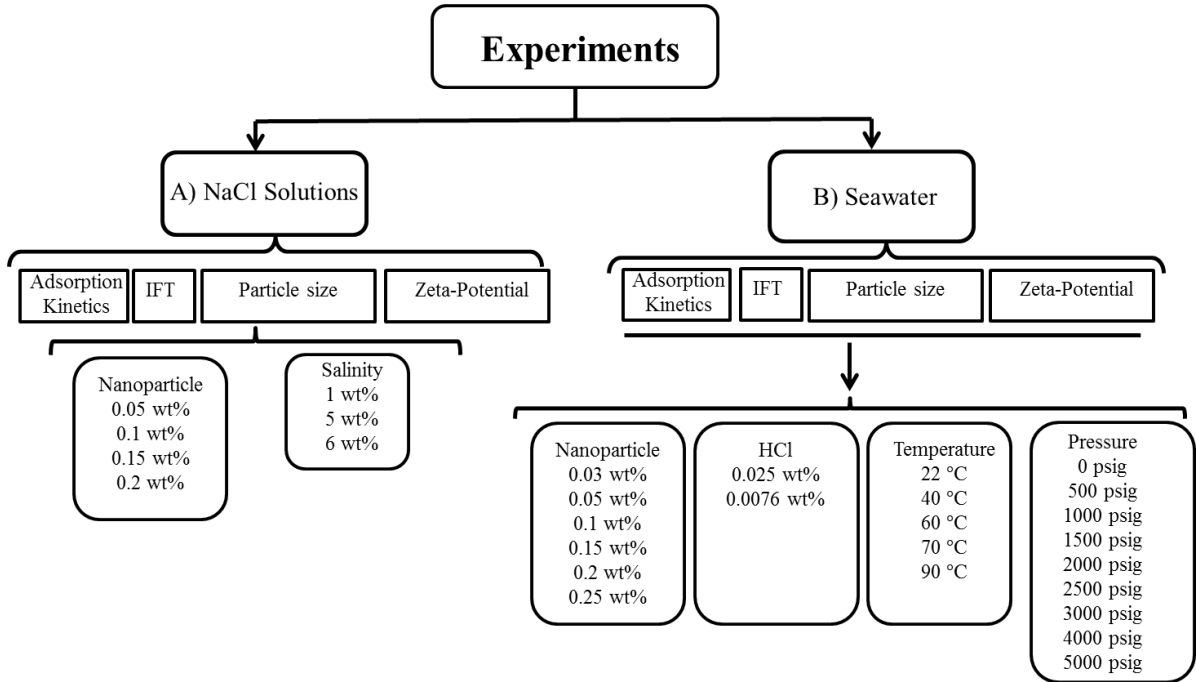 Experiments
A) NaCl Solutions
B) Seawater
Adsorption
Kinetics
IFT
Particle size
Zeta-Potential
Adsorption
Kinetics
IFT
Particle size
Zeta-Potential
Nanoparticle
0.05 wt%
0.1 wt%
0.15 wt%
0.2 wt%
Salinity
1 wt%
5 wt%
6 wt%
Nanoparticle
0.03 wt%
0.05 wt%
0.1 wt%
0.15 wt%
0.2 wt%
0.25 wt%
HCl
0.025 wt%
0.0076 wt%
Temperature
22 °C
40 °C
60 °C
70 °C
90 °C
Pressure
0 psig
500 psig
1000 psig
1500 psig
2000 psig
2500 psig
3000 psig
4000 psig
5000 psig